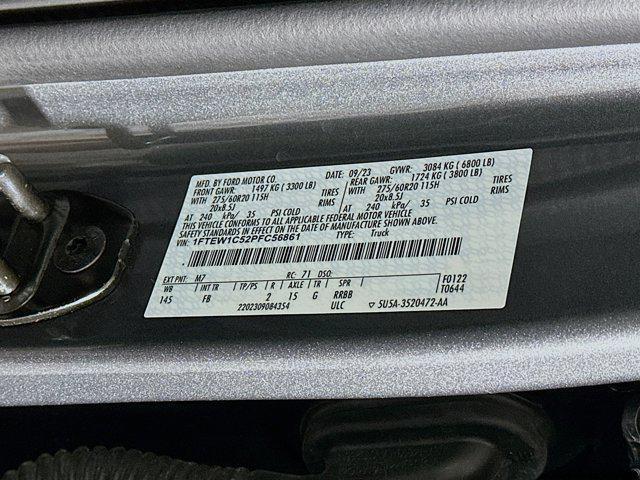 MFD. BY FORD MOTOR CO. 09/23 GVWR: 3084 KG ( 6800 LB)
FRONT GAWR: 1497 KG ( 3300 LB) REAR GAWR: 1724 KG ( 3800 LB)
WITH 275/60R20 115H TIRES WITH 275/60R20 115H TIRES
20x8.5J RIMS 20x8.5J RIMS
AT 240 kPa/ 35 PSI COLD AT 240 kPa/ 35 PSI COLD
THIS VEHICLE CONFORMS TO ALL APPLICABLE FEDERAL MOTOR VEHICLE
SAFETY STANDARDS IN EFFECT ON THE DATE OF MANUFACTURE SHOWN ABOVE.
VIN: 1FTEW1C52PFC56861 TYPE: Truck
EXT PNT: M7 RC: 71 DSO: F0122
WB INT TR TP/PS R AXLE TR SPR T0644
145 FB 2 15 G RRBB
2202309084354 ULC 5U5A-3520472-AA